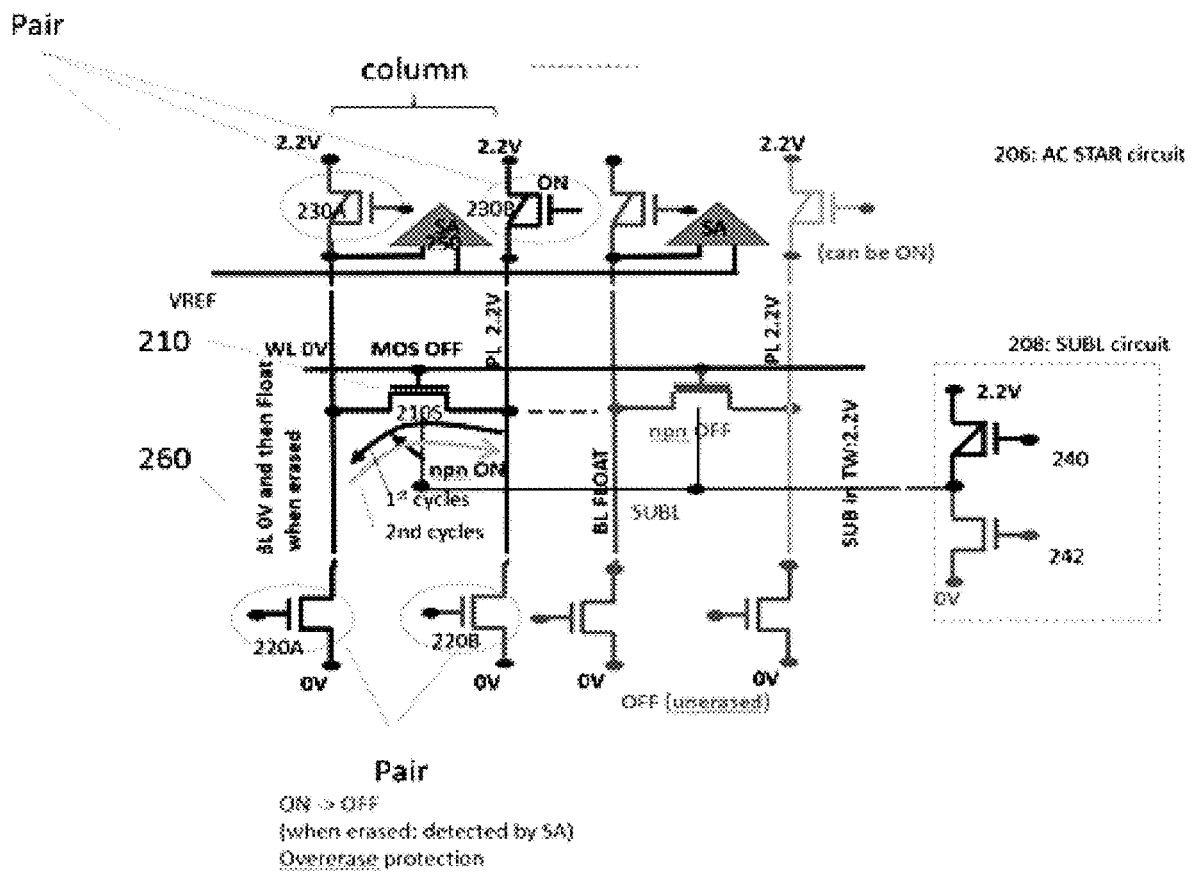 Pair
column
2.2V
2.2V
2.2V
206: AC STAR circuit
ON
230A
230B
SA
250
SA
(can be ON)
VREF
PL 2.2V
PL 2.2V
210
WL 0V
MOS OFF
208: SUBL circuit
2.2V
210S
npn OFF
240
260
BL 0V and then Float
when erased
npn ON
1st cycles
2nd cycles
BL FLOAT
SUBL
SUB in TW:2.2V
242
0V
220A
220B
0V
0V
0V
0V
OFF (unerased)
Pair
ON -> OFF
(when erased: detected by SA)
Overerase protection